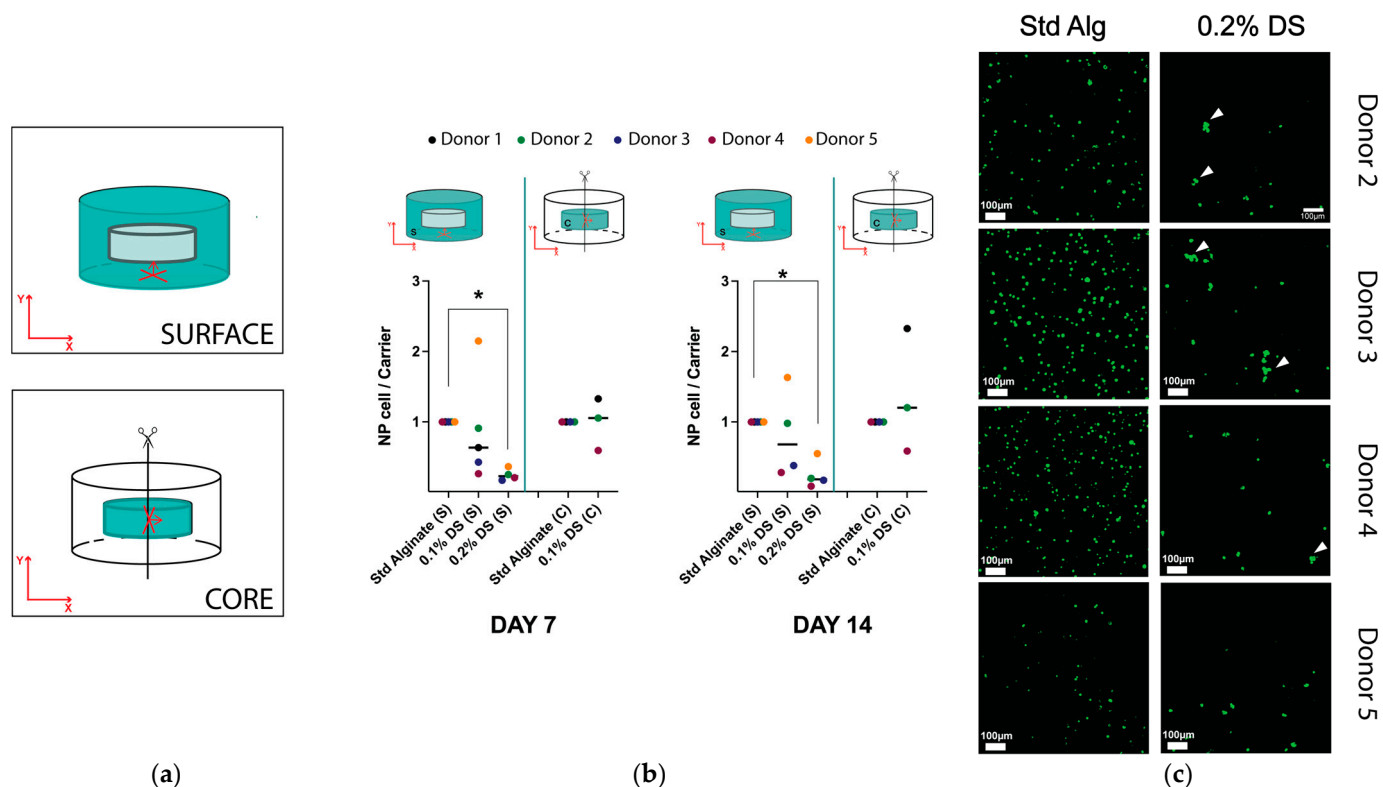 Y
X
SURFACE
Y
X
CORE
Donor 1 Donor 2 Donor 3 Donor 4 Donor 5
S
Y
X
C
Y
X
S
Y
X
C
Y
X
NP cell / Carrier
3
2
1
*
Std Alginate (S)
0.1% DS (S)
0.2% DS (S)
Std Alginate (C)
0.1% DS (C)
DAY 7
NP cell / Carrier
3
2
1
*
Std Alginate (S)
0.1% DS (S)
0.2% DS (S)
Std Alginate (C)
0.1% DS (C)
DAY 14
Std Alg 0.2% DS
100µm 100µm Donor 2
100µm 100µm Donor 3
100µm 100µm Donor 4
100µm 100µm Donor 5
(a) (b) (c)